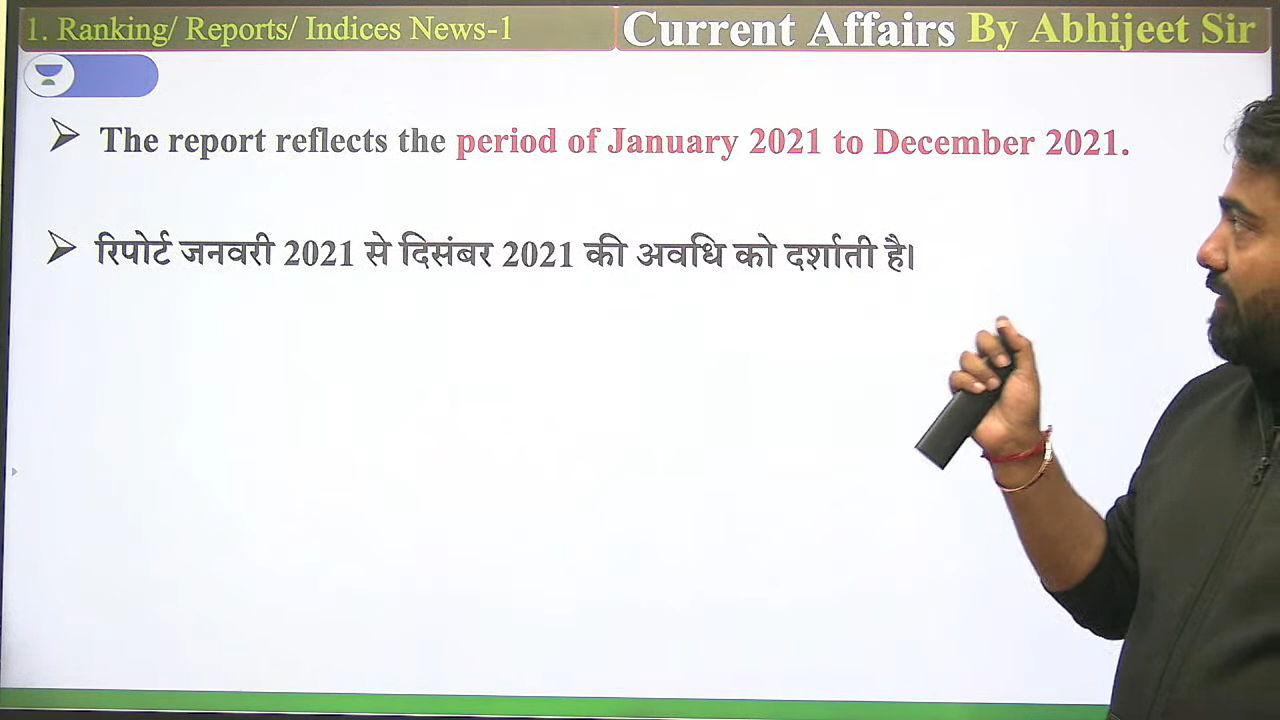 1. Ranking/ Reports/ Indices News-1
Current Affairs By Abhijeet Sir
The report reflects the period of January 2021 to December 2021.
रिपोर्ट जनवरी 2021 से दिसंबर 2021 की अवधि को दर्शाती है।